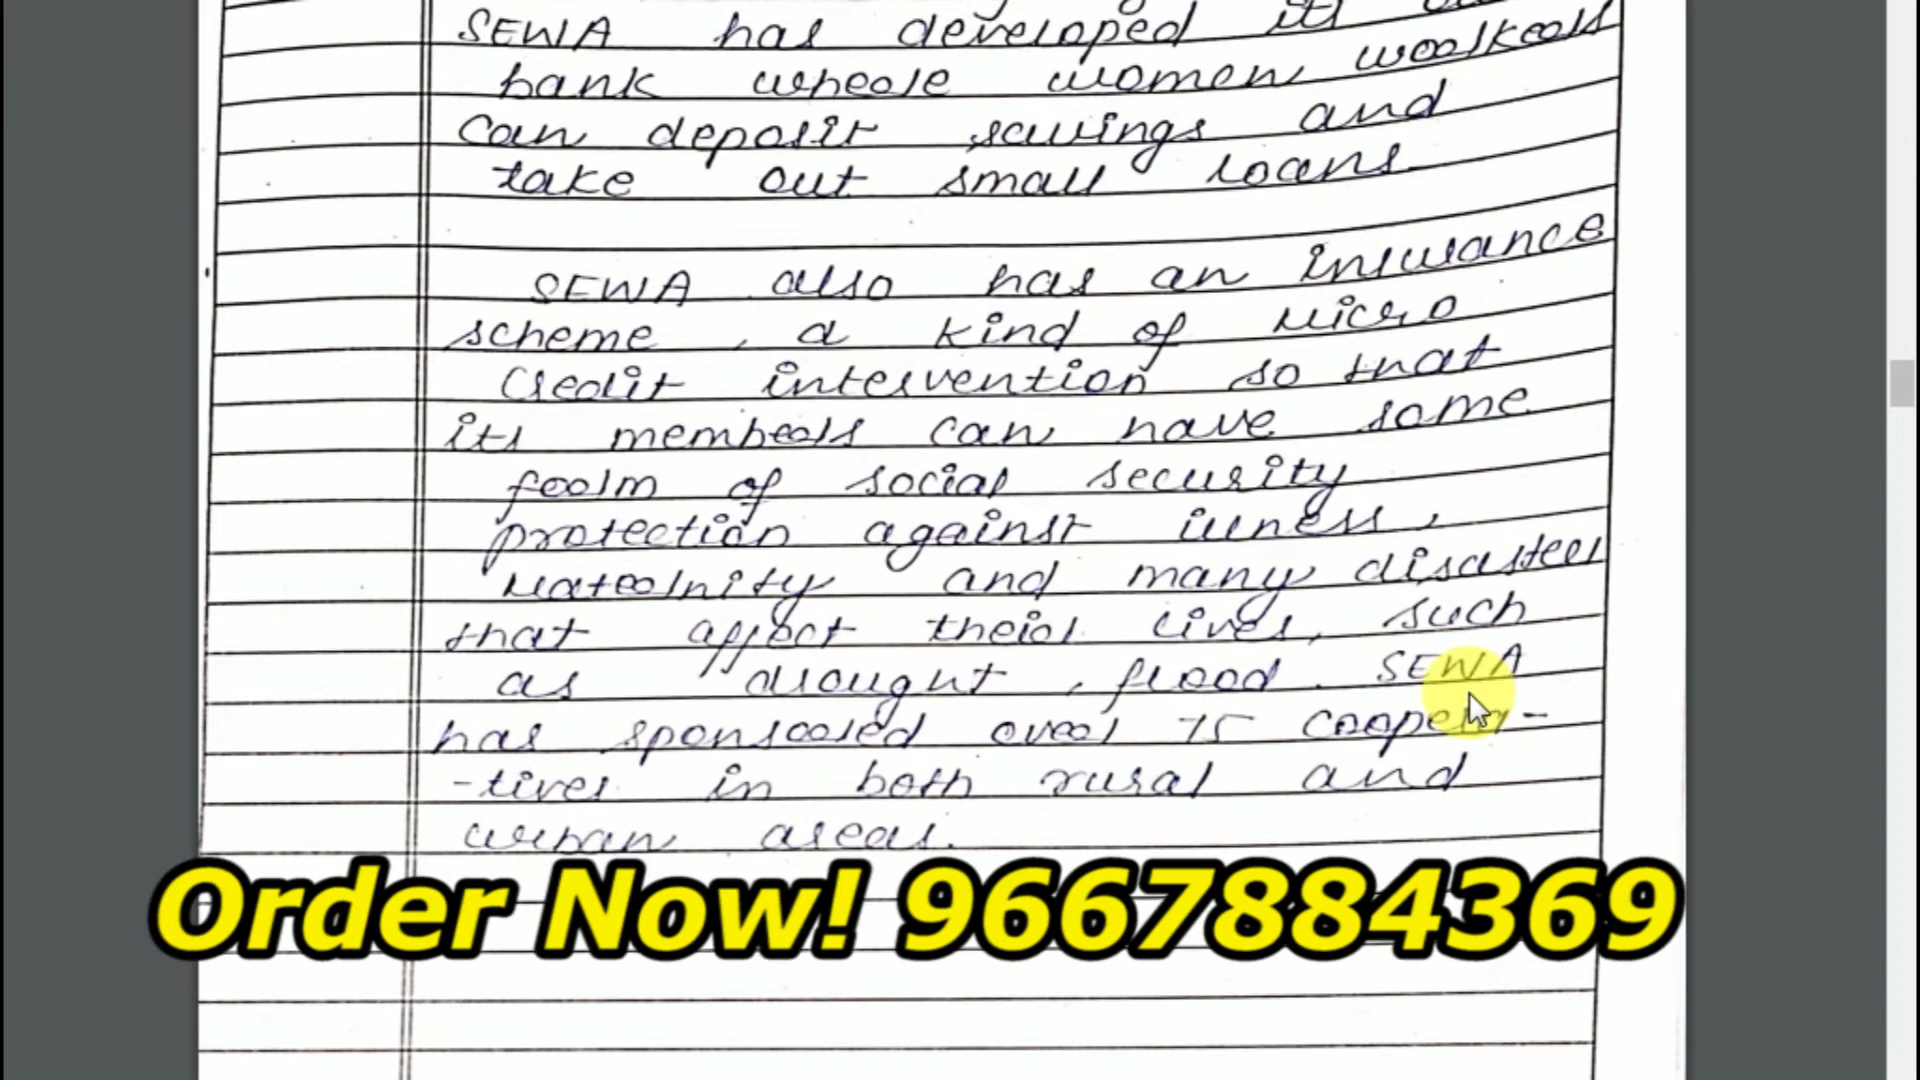 SEWA has developed its
bank where women workers
can deposit savings and
take out small loans
SEWA also has an insurance
scheme, a kind of Micro
Credit intervention so that
its members can have some
form of social security
protection against illness,
Maternity and many disasters
that affect their lives, such
as drought, flood. SEWA
has sponsored over 75 coopera-
-tives in both rural and
urban areas.
Order Now! 9667884369